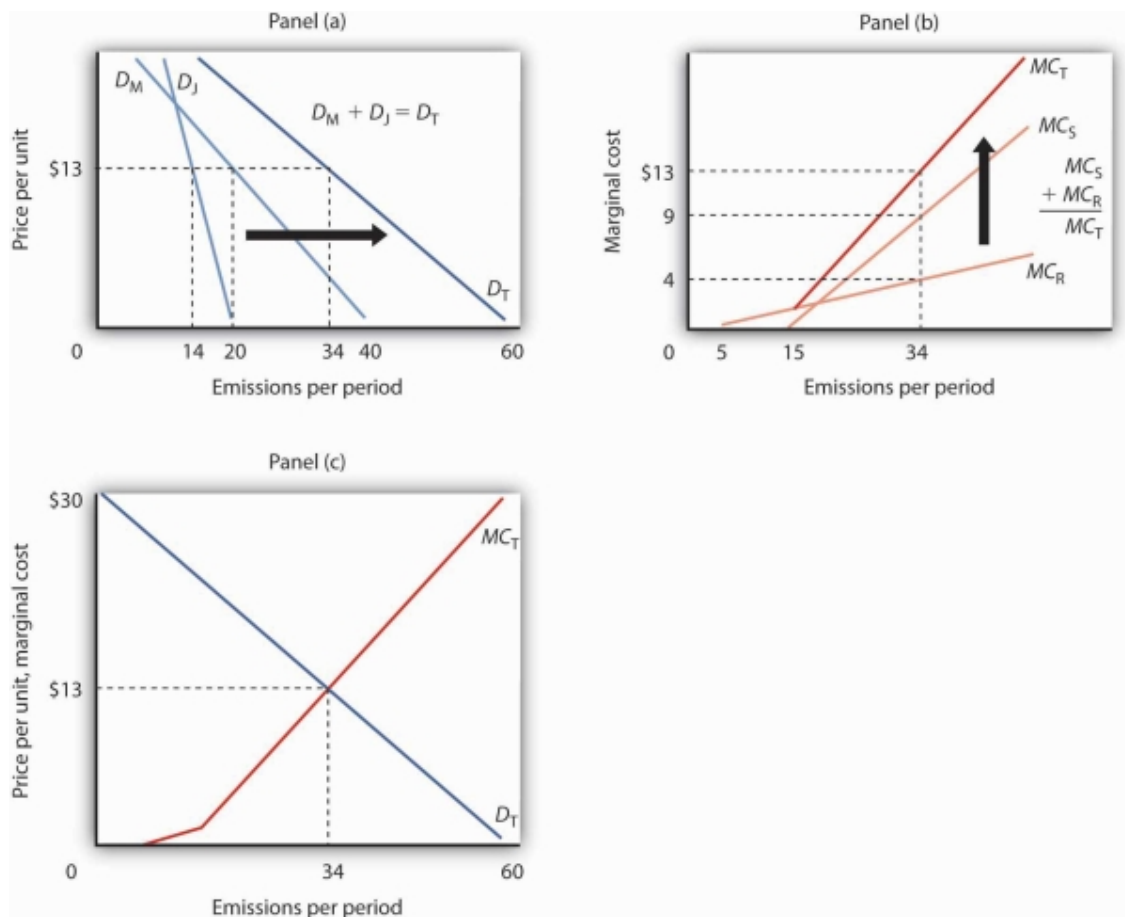 Panel (a)
D_M
D_J
D_M + D_J = D_T
Price per unit
$13
D_T
0
14
20
34
40
60
Emissions per period
Panel (b)
MC_T
MC_S
Marginal cost
$13
9
4
MC_S
+ MC_R
MC_T
MC_R
0
5
15
34
Emissions per period
Panel (c)
$30
MC_T
Price per unit, marginal cost
$13
D_T
0
34
60
Emissions per period